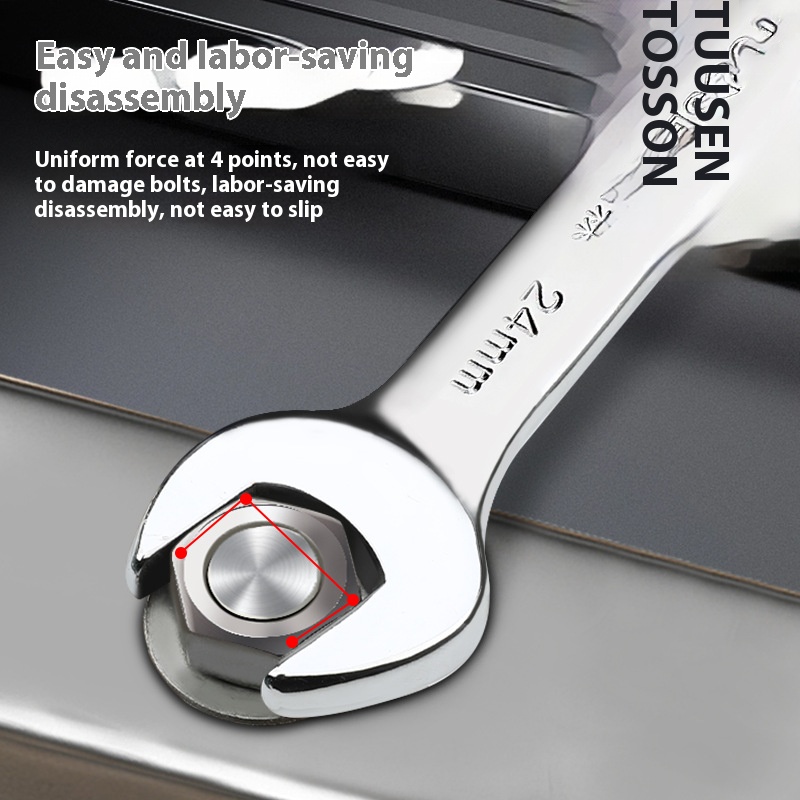 Easy and labor-saving
disassembly
Uniform force at 4 points, not easy
to damage bolts, labor-saving
disassembly, not easy to slip
TUUSEN
TOSSON
24mm